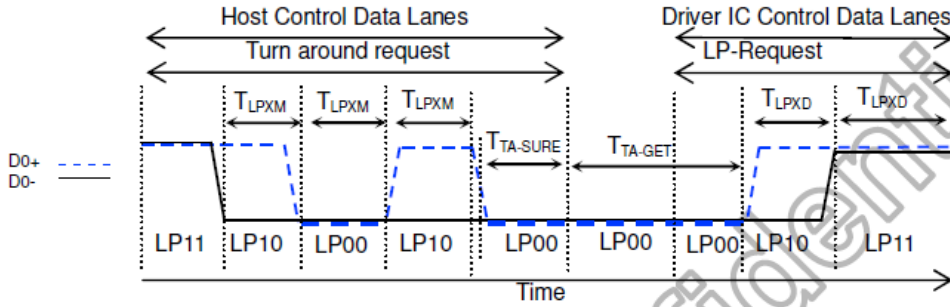 Host Control Data Lanes
Driver IC Control Data Lanes
Turn around request
LP-Request
TLPXM
TLPXM
TLPXM
TLPXD
TLPXD
TTA-SURE
TTA-GET
D0+
D0-
LP11
LP10
LP00
LP10
LP00
LP00
LP00
LP10
LP11
Time